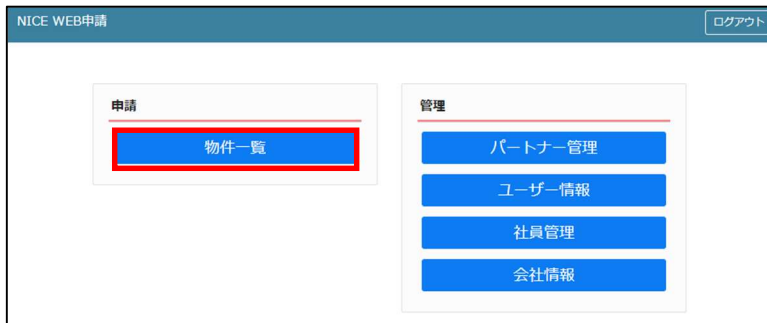 NICE WEB申請
ログアウト
申請
物件一覧
管理
パートナー管理
ユーザー情報
社員管理
会社情報